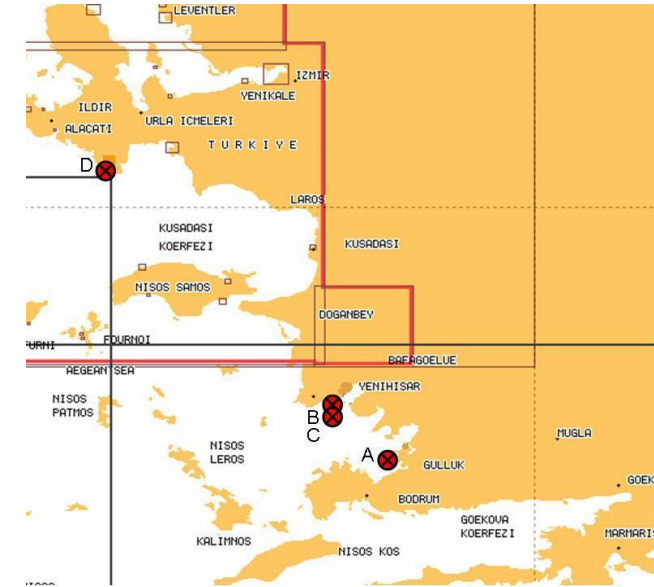 LEVENTLER
IZMIR
YENIKALE
ILDIR
URLA ICMELERI
ALACATI
T U R K I Y E
D
LAROS
KUSADASI
KOERFEZI
KUSADASI
NISOS SAMOS
DOGANBEY
FOURNOI
URNI
BAFAGOELUE
AEGEAN SEA
YENIHISAR
NISOS
PATMOS
B
C
MUGLA
NISOS
LEROS
A
GULLUK
GOEK
BODRUM
GOEKOVA
KOERFEZI
MARMARIS
KALIMNOS
NISOS KOS